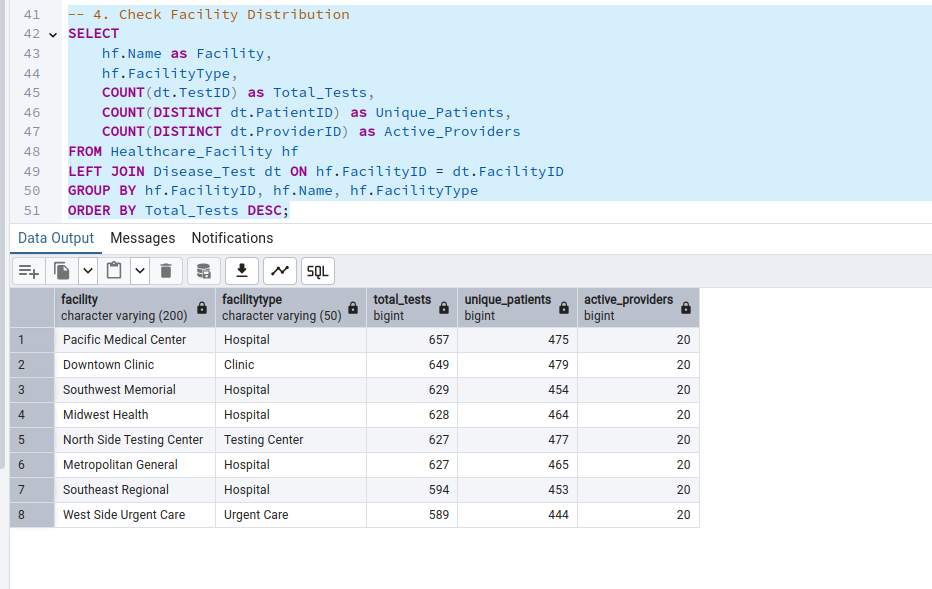 41 -- 4. Check Facility Distribution
42 SELECT
43 hf.Name as Facility,
44 hf.FacilityType,
45 COUNT(dt.TestID) as Total_Tests,
46 COUNT(DISTINCT dt.PatientID) as Unique_Patients,
47 COUNT(DISTINCT dt.ProviderID) as Active_Providers
48 FROM Healthcare_Facility hf
49 LEFT JOIN Disease_Test dt ON hf.FacilityID = dt.FacilityID
50 GROUP BY hf.FacilityID, hf.Name, hf.FacilityType
51 ORDER BY Total_Tests DESC;
Data Output Messages Notifications
SQL
facility facilitytype total_tests unique_patients active_providers
character varying (200) character varying (50) bigint bigint bigint
1 Pacific Medical Center Hospital 657 475 20
2 Downtown Clinic Clinic 649 479 20
3 Southwest Memorial Hospital 629 454 20
4 Midwest Health Hospital 628 464 20
5 North Side Testing Center Testing Center 627 477 20
6 Metropolitan General Hospital 627 465 20
7 Southeast Regional Hospital 594 453 20
8 West Side Urgent Care Urgent Care 589 444 20